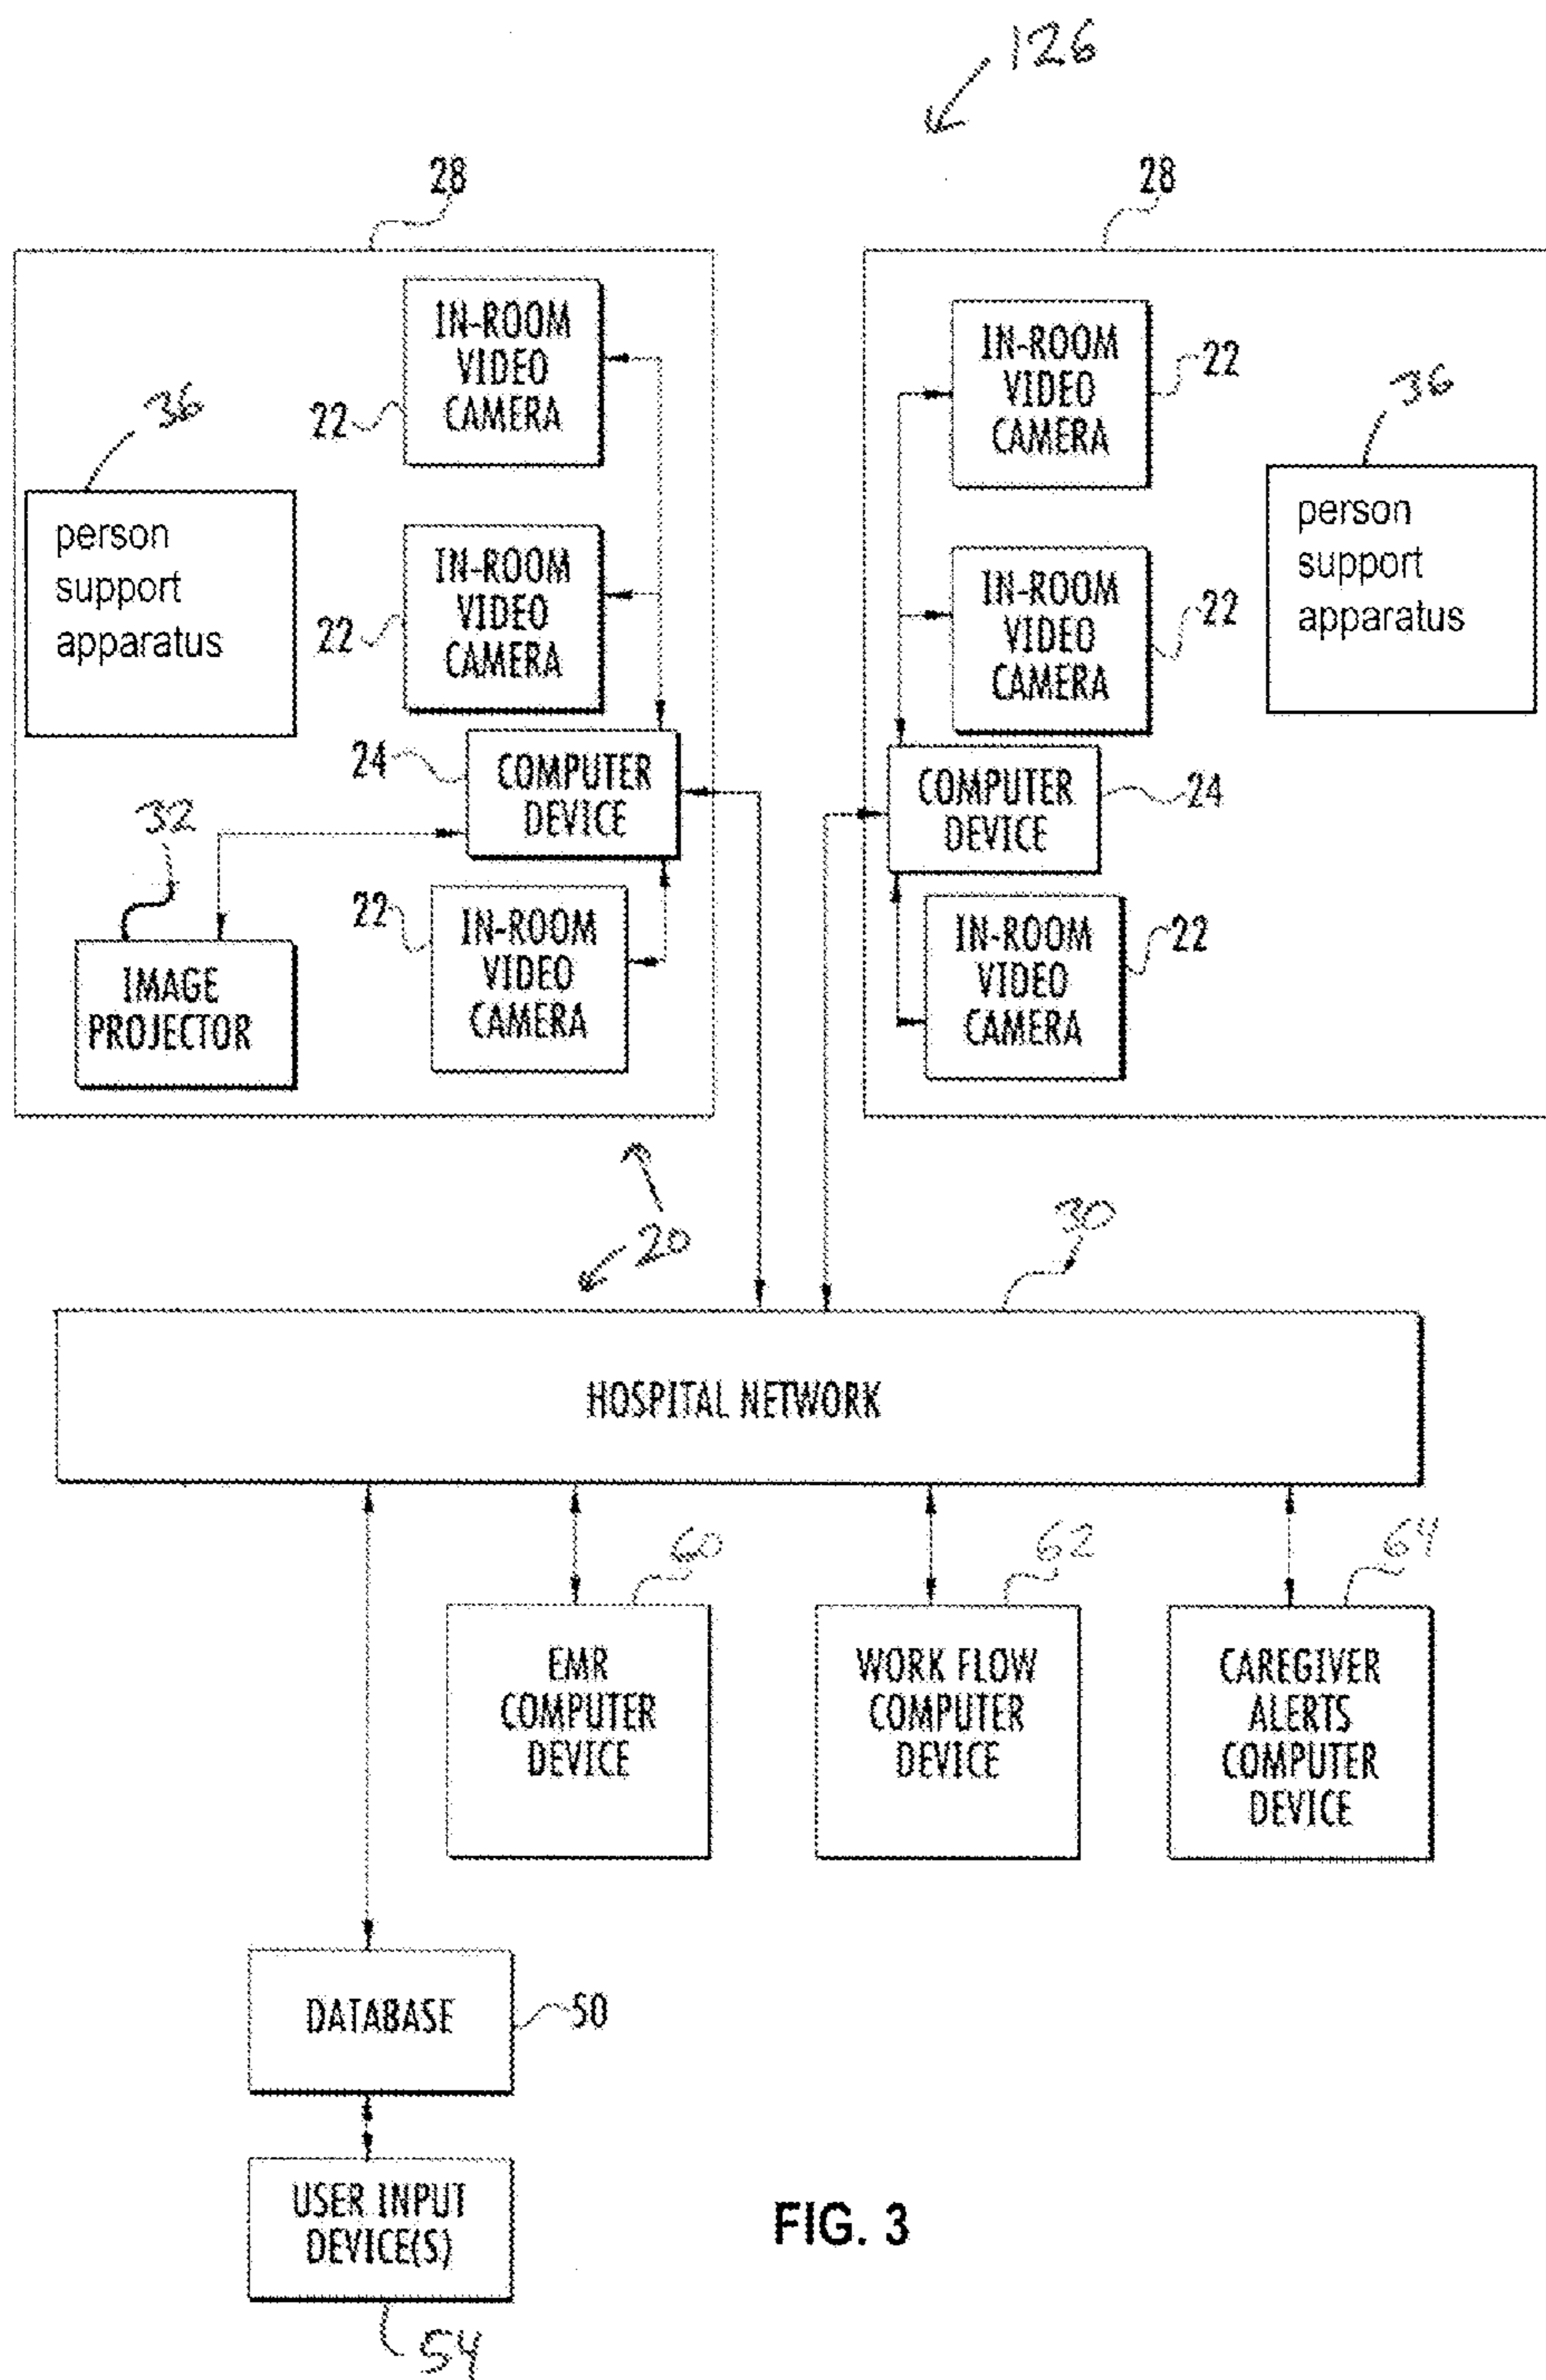 126
28
28
IN-ROOM
VIDEO
CAMERA
22
36
person
support
apparatus
IN-ROOM
VIDEO
CAMERA
22
24
COMPUTER
DEVICE
32
22
IN-ROOM
VIDEO
CAMERA
IMAGE
PROJECTOR
IN-ROOM
VIDEO
CAMERA
22
36
person
support
apparatus
IN-ROOM
VIDEO
CAMERA
22
COMPUTER
DEVICE
24
IN-ROOM
VIDEO
CAMERA
22
20
30
HOSPITAL NETWORK
60
62
64
EMR
COMPUTER
DEVICE
WORK FLOW
COMPUTER
DEVICE
CAREGIVER
ALERTS
COMPUTER
DEVICE
DATABASE
50
USER INPUT
DEVICE(S)
54
FIG. 3